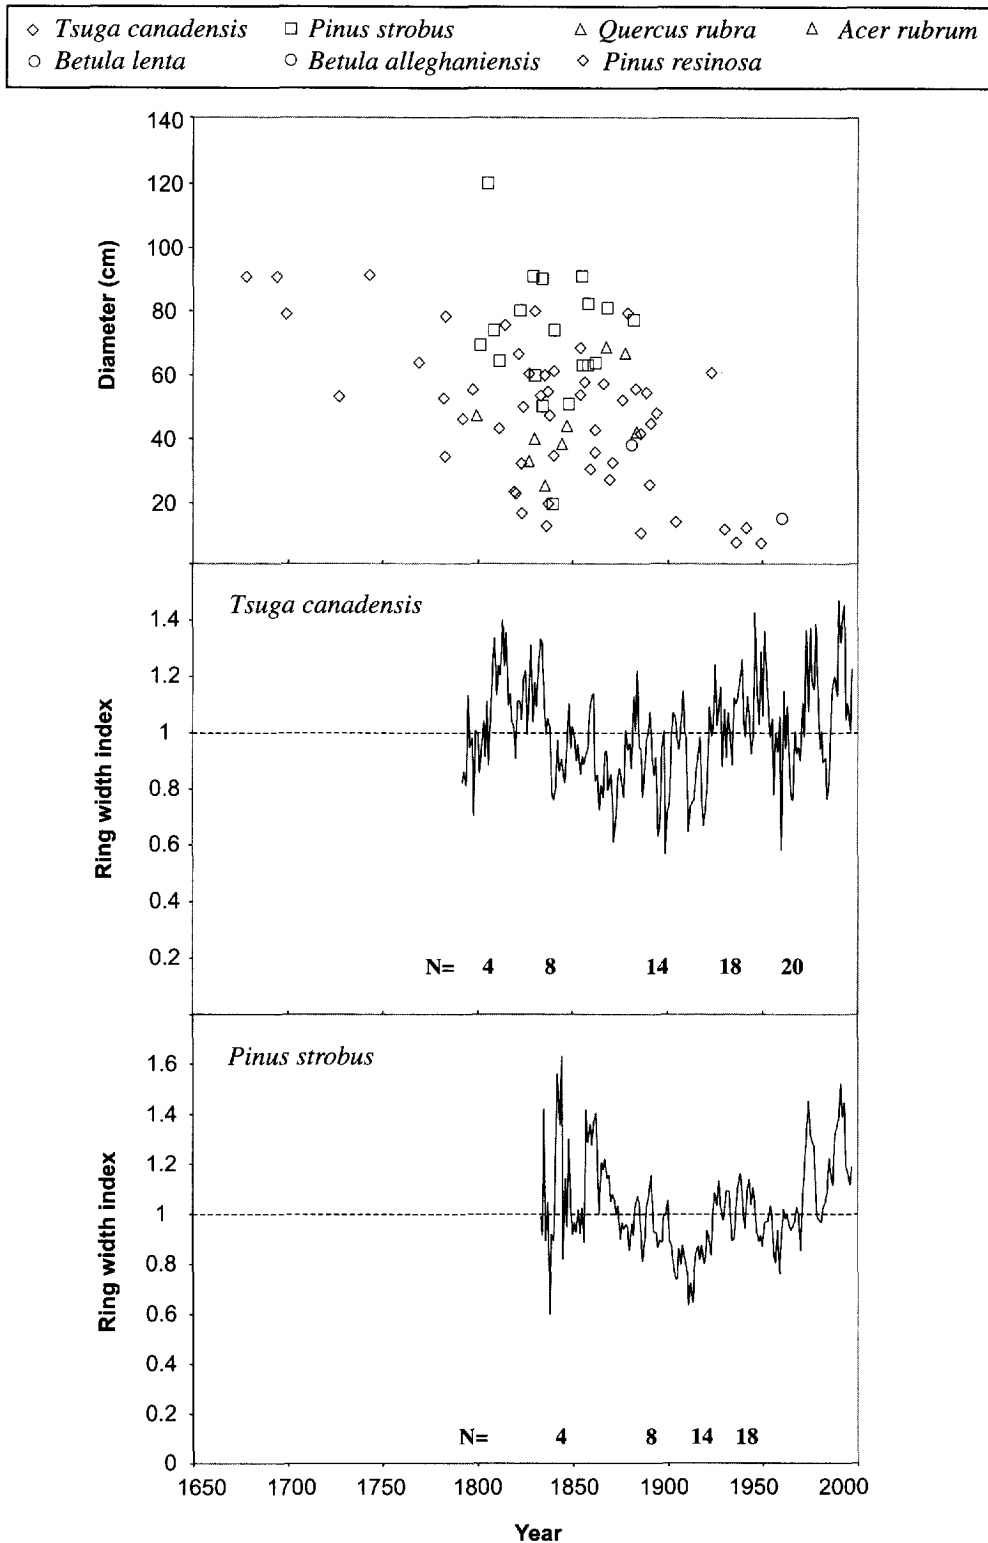 Tsuga canadensis Pinus strobus Quercus rubra Acer rubrum
Betula lenta Betula alleghaniensis Pinus resinosa
140
120
100
80
60
40
20
Diameter (cm)
Tsuga canadensis
1.4
1.2
1
0.8
0.6
0.4
0.2
Ring width index
N= 4 8 14 18 20
Pinus strobus
1.6
1.4
1.2
1
0.8
0.6
0.4
0.2
0
Ring width index
N= 4 8 14 18
1650 1700 1750 1800 1850 1900 1950 2000
Year